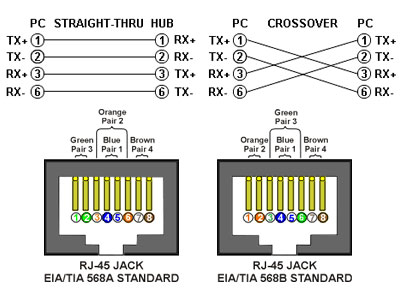 PC STRAIGHT-THRU HUB
TX+ 1 1 RX+
TX- 2 2 RX-
RX+ 3 3 TX+
RX- 6 6 TX-
PC CROSSOVER PC
TX+ 1 1 TX+
TX- 2 2 TX-
RX+ 3 3 RX+
RX- 6 6 RX-
Orange
Pair 2
Green
Pair 3
Blue
Pair 1
Brown
Pair 4
1 2 3 4 5 6 7 8
RJ-45 JACK
EIA/TIA 568A STANDARD
Green
Pair 3
Orange
Pair 2
Blue
Pair 1
Brown
Pair 4
1 2 3 4 5 6 7 8
RJ-45 JACK
EIA/TIA 568B STANDARD